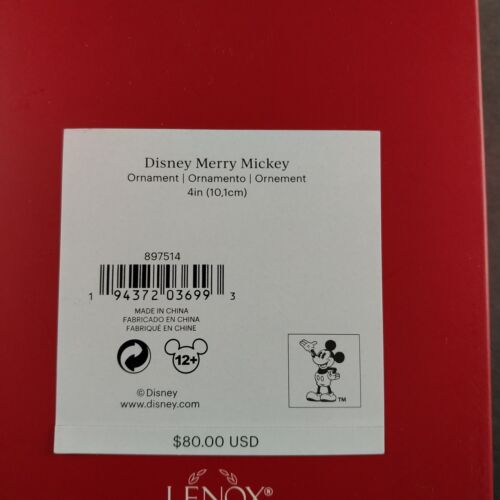 Disney Merry Mickey
Ornament | Ornamento | Ornement
4in (10,1cm)
897514
1 94372 03699 3
MADE IN CHINA
FABRICADO EN CHINA
FABRIQUÉ EN CHINE
12+
TM
© Disney
www.disney.com
$80.00 USD
LENOX®